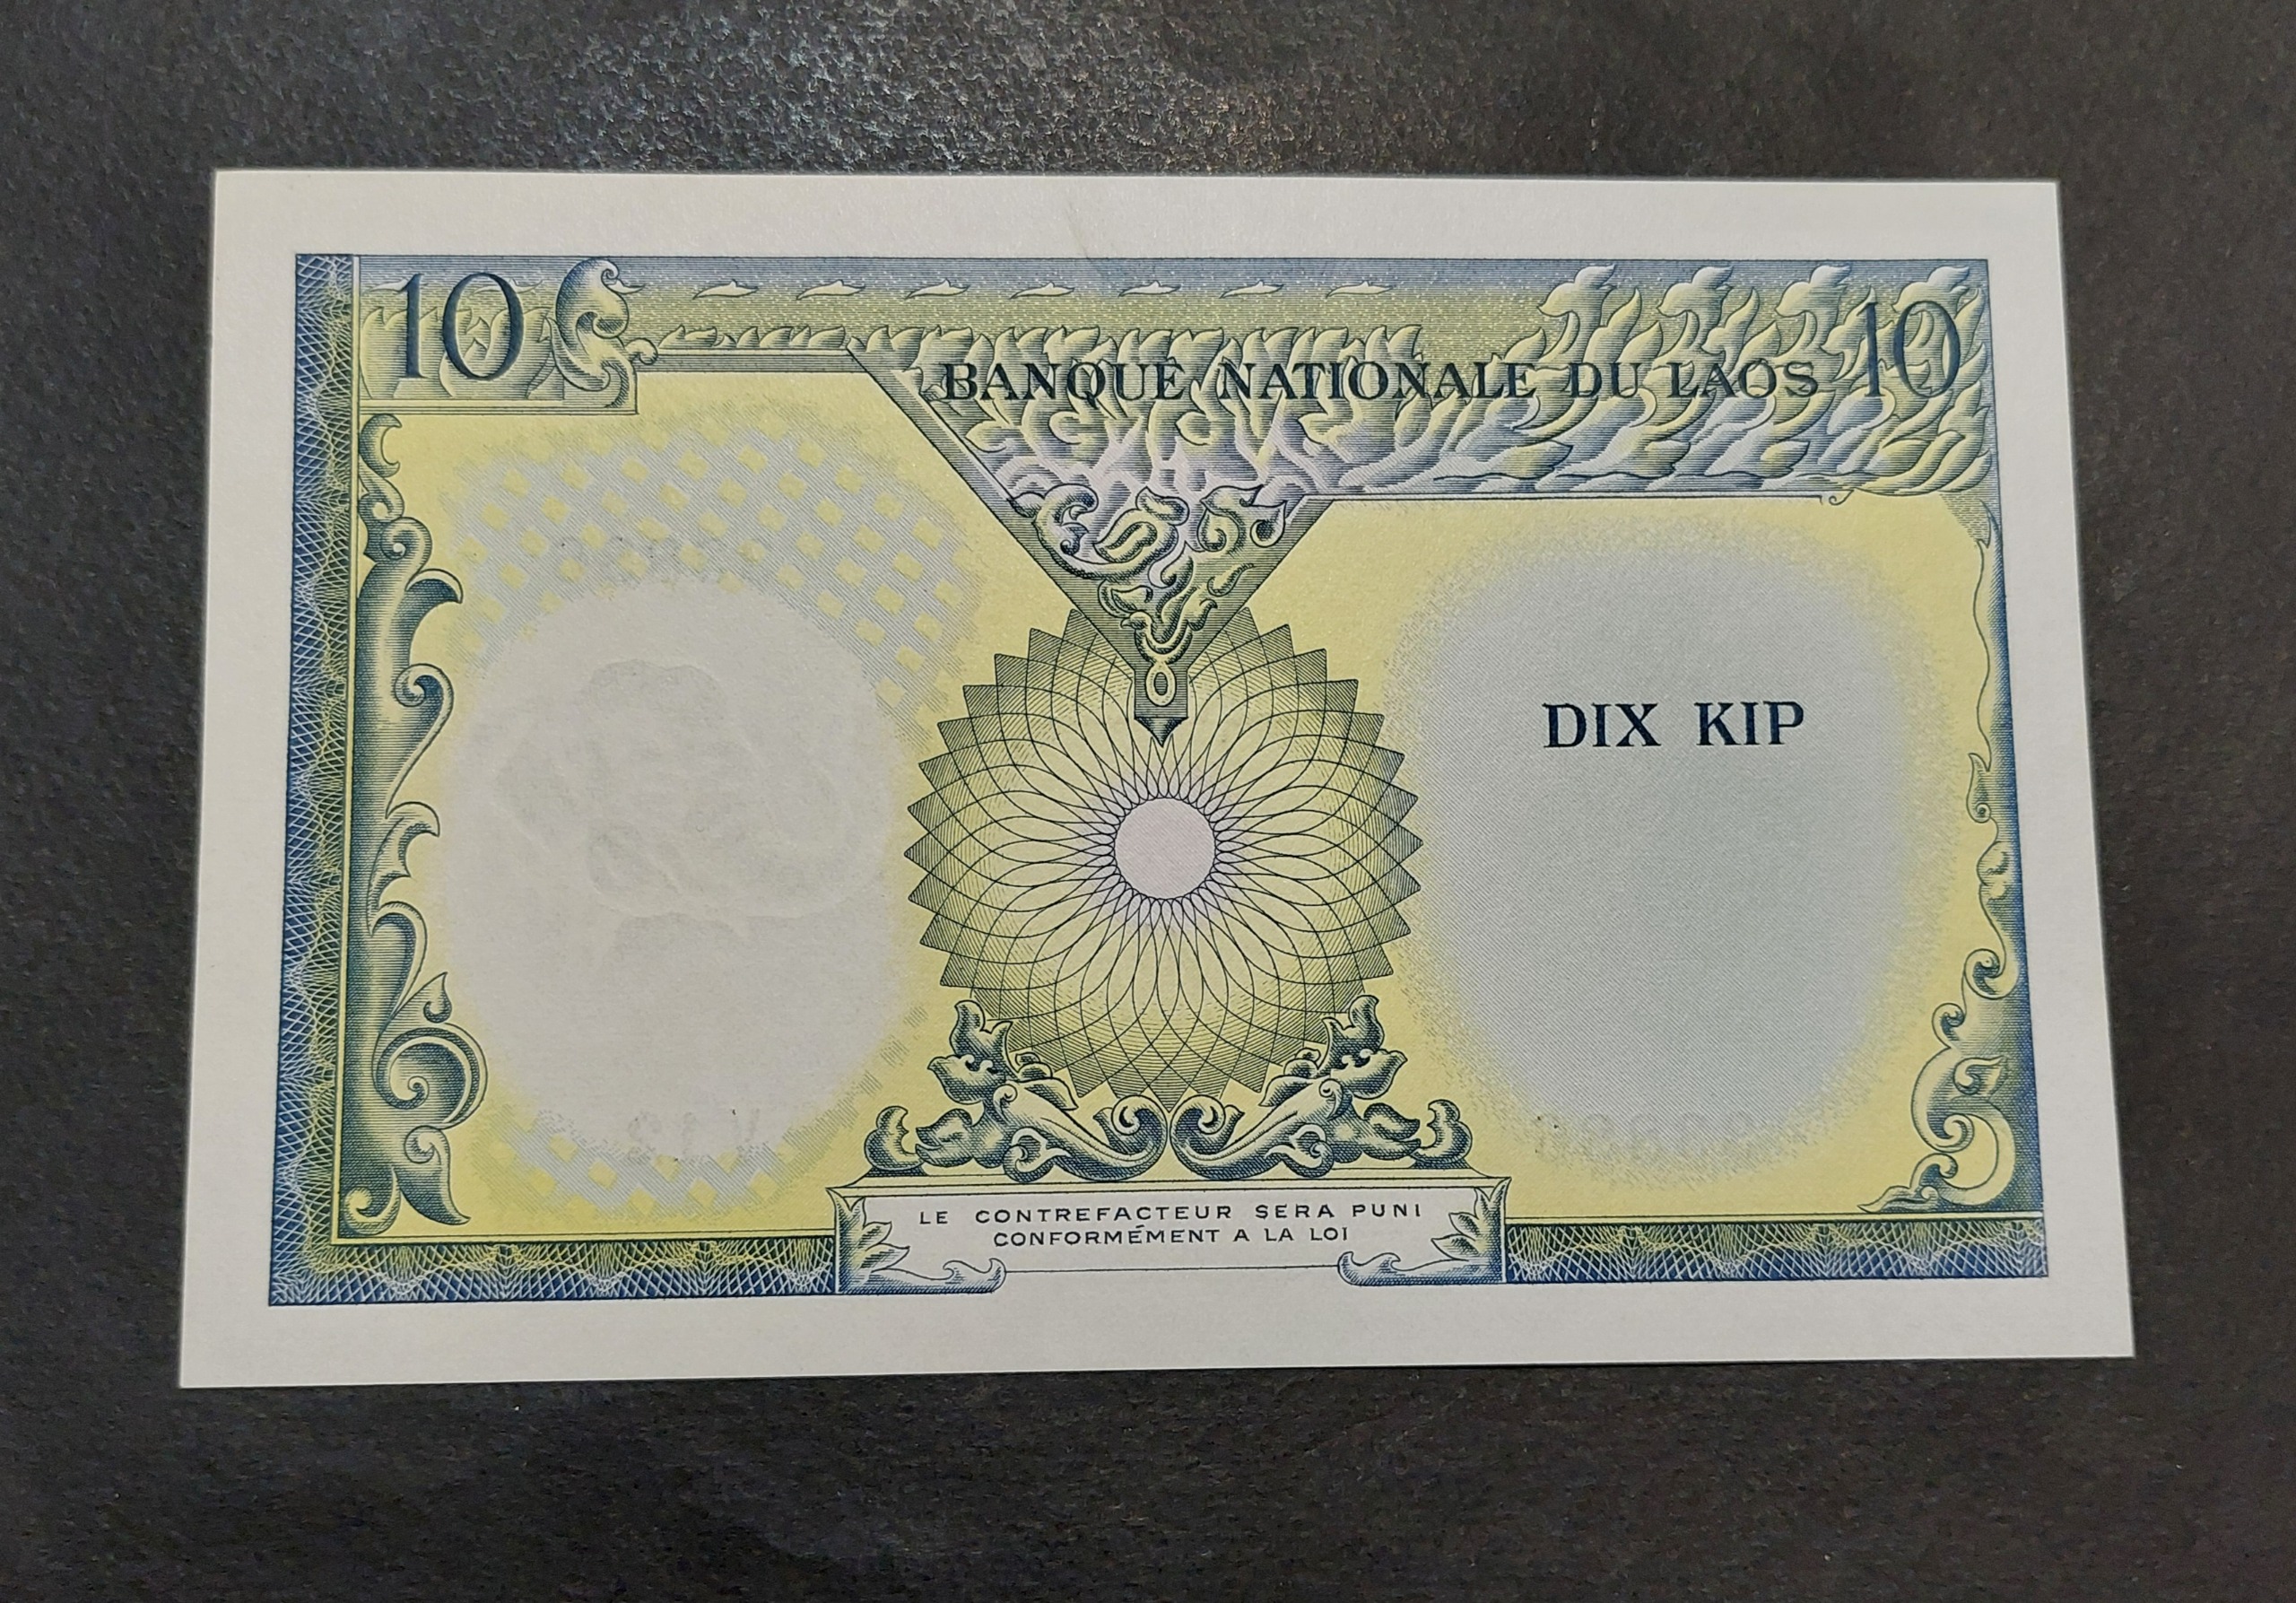 10
BANQUE NATIONALE DU LAOS 10
DIX KIP
LE CONTREFACTEUR SERA PUNI
CONFORMÉMENT A LA LOI